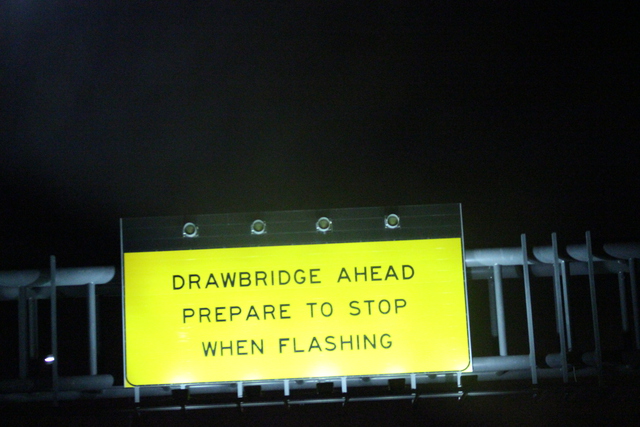 DRAWBRIDGE AHEAD
PREPARE TO STOP
WHEN FLASHING